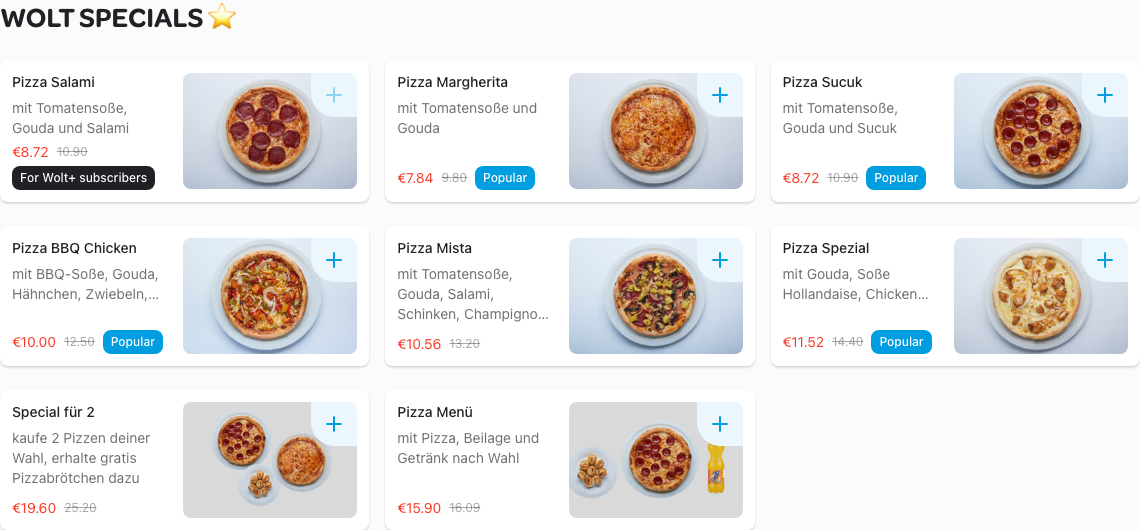 WOLT SPECIALS ⭐
Pizza Salami
mit Tomatensoße,
Gouda und Salami
€8.72 10.90
For Wolt+ subscribers
Pizza Margherita
mit Tomatensoße und
Gouda
€7.84 9.80 Popular
Pizza Sucuk
mit Tomatensoße,
Gouda und Sucuk
€8.72 10.90 Popular
Pizza BBQ Chicken
mit BBQ-Soße, Gouda,
Hähnchen, Zwiebeln,...
€10.00 12.50 Popular
Pizza Mista
mit Tomatensoße,
Gouda, Salami,
Schinken, Champigno...
€10.56 13.20
Pizza Spezial
mit Gouda, Soße
Hollandaise, Chicken...
€11.52 14.40 Popular
Special für 2
kaufe 2 Pizzen deiner
Wahl, erhalte gratis
Pizzabrötchen dazu
€19.60 25.20
Pizza Menü
mit Pizza, Beilage und
Getränk nach Wahl
€15.90 16.09